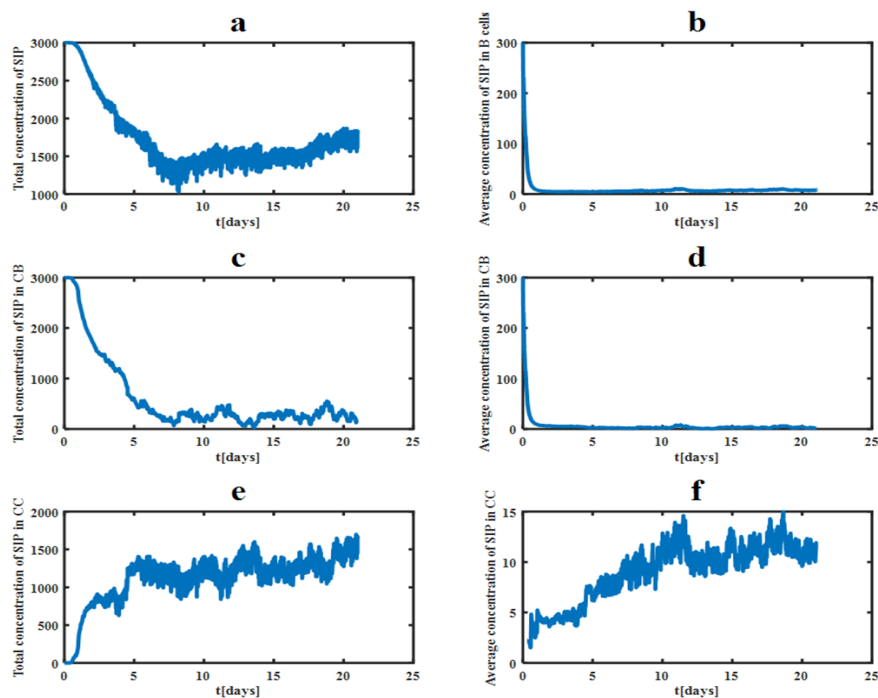 a
Total concentration of SIP
3000
2500
2000
1500
1000
0 5 10 15 20 25
t[days]
b
Average concentration of SIP in B cells
300
200
100
0
0 5 10 15 20 25
t[days]
c
Total concentration of SIP in CB
3000
2000
1000
0
0 5 10 15 20 25
t[days]
d
Average concentration of SIP in CB
300
200
100
0
0 5 10 15 20 25
t[days]
e
Total concentration of SIP in CC
2000
1500
1000
500
0
0 5 10 15 20 25
t[days]
f
Average concentration of SIP in CC
15
10
5
0
0 5 10 15 20 25
t[days]